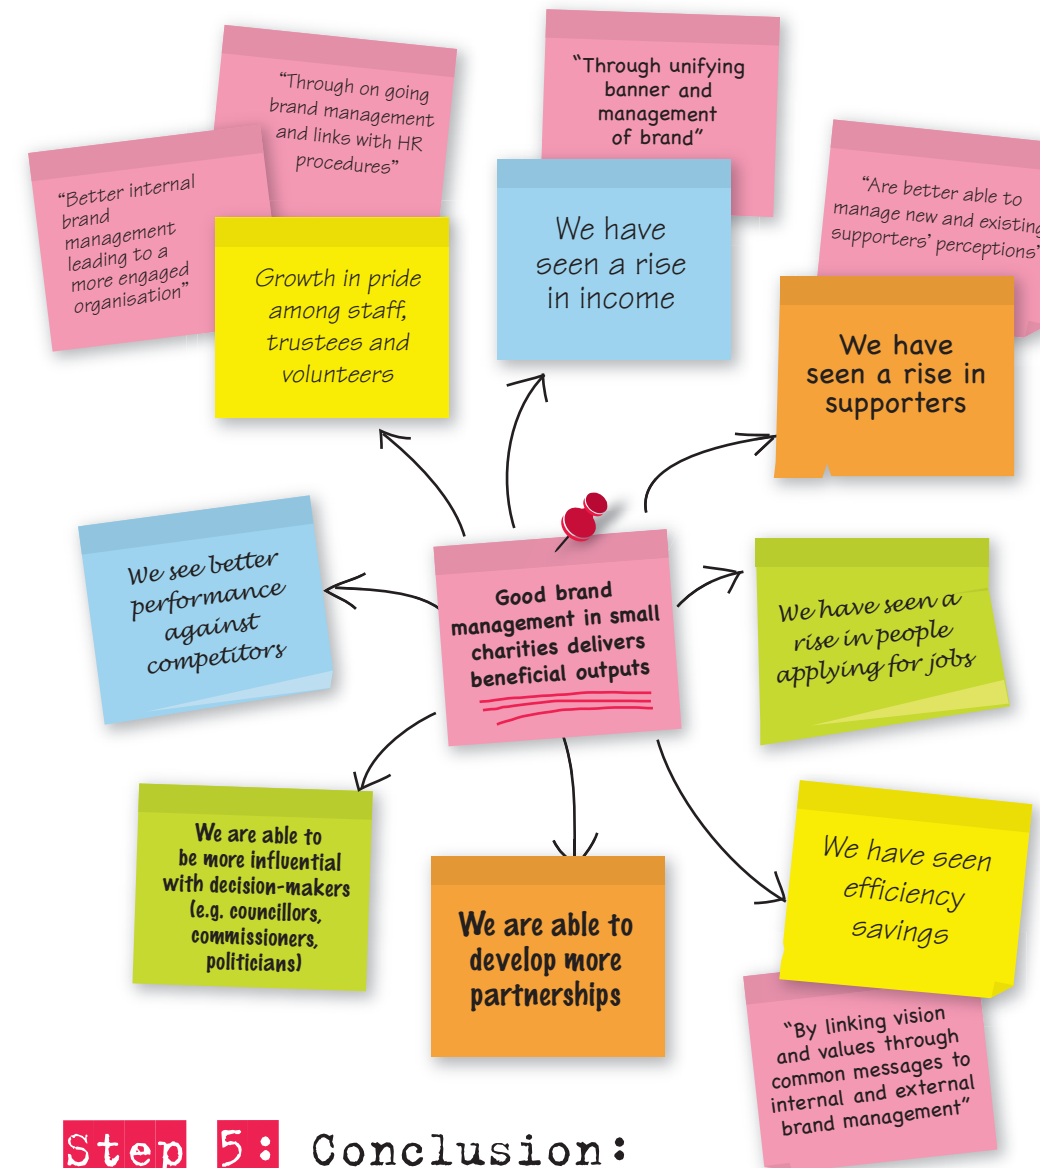 “Through on going
brand management
and links with HR
procedures”
“Better internal
brand
management
leading to a
more engaged
organisation”
Growth in pride
among staff,
trustees and
volunteers
“Through unifying
banner and
management
of brand”
We have
seen a rise
in income
“Are better able to
manage new and existing
supporters’ perceptions”
We have
seen a rise in
supporters
We see better
performance
against
competitors
Good brand
management in small
charities delivers
beneficial outputs
We have seen a
rise in people
applying for jobs
We are able to
be more influential
with decision-makers
(e.g. councillors,
commissioners,
politicians)
We are able to
develop more
partnerships
We have seen
efficiency
savings
“By linking vision
and values through
common messages to
internal and external
brand management”
Step 5: Conclusion: